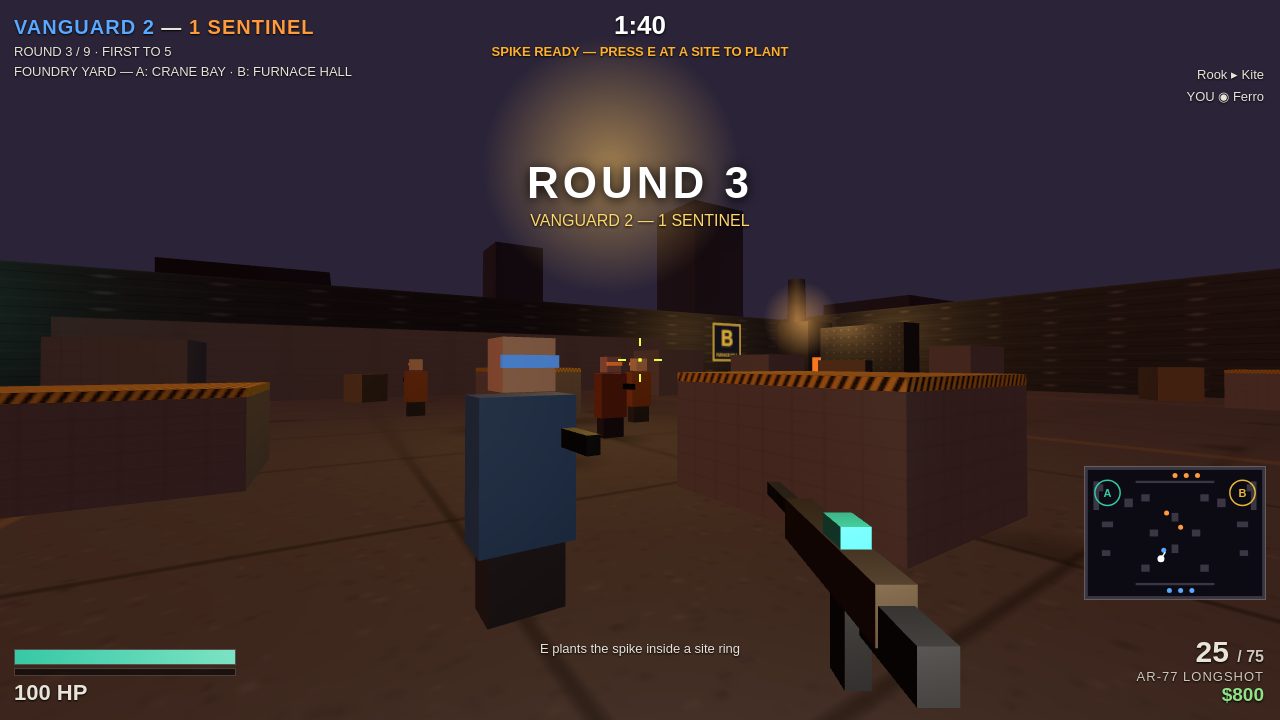 VANGUARD 2 — 1 SENTINEL
ROUND 3 / 9 · FIRST TO 5
FOUNDRY YARD — A: CRANE BAY · B: FURNACE HALL
1:40
SPIKE READY — PRESS E AT A SITE TO PLANT
Rook ▸ Kite
YOU ◉ Ferro
ROUND 3
VANGUARD 2 — 1 SENTINEL
B
A
B
E plants the spike inside a site ring
100 HP
25 / 75
AR-77 LONGSHOT
$800